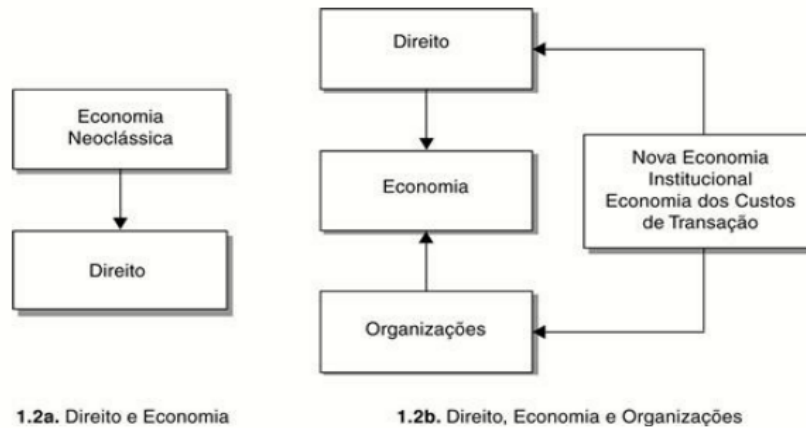 Economia
Neoclássica
Direito
1.2a. Direito e Economia
Direito
Economia
Organizações
Nova Economia
Institucional
Economia dos Custos
de Transação
1.2b. Direito, Economia e Organizações